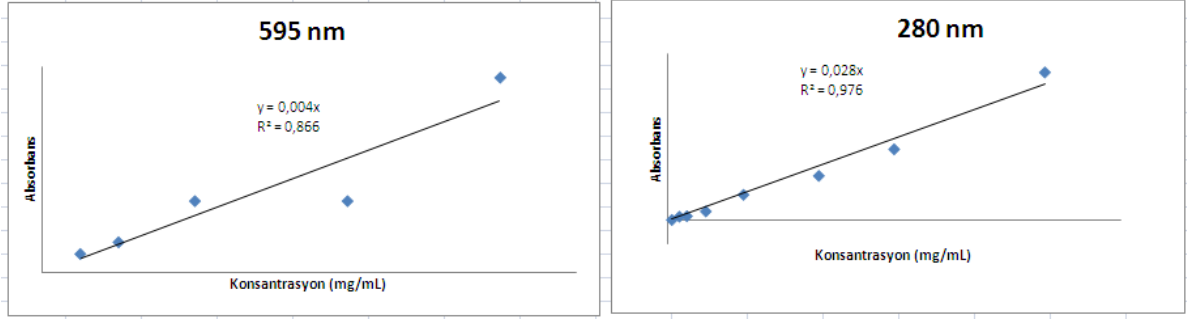 595 nm
y = 0,004x
R² = 0,866
Absorbans
Konsantrasyon (mg/mL)
280 nm
y = 0,028x
R² = 0,976
Absorbans
Konsantrasyon (mg/mL)